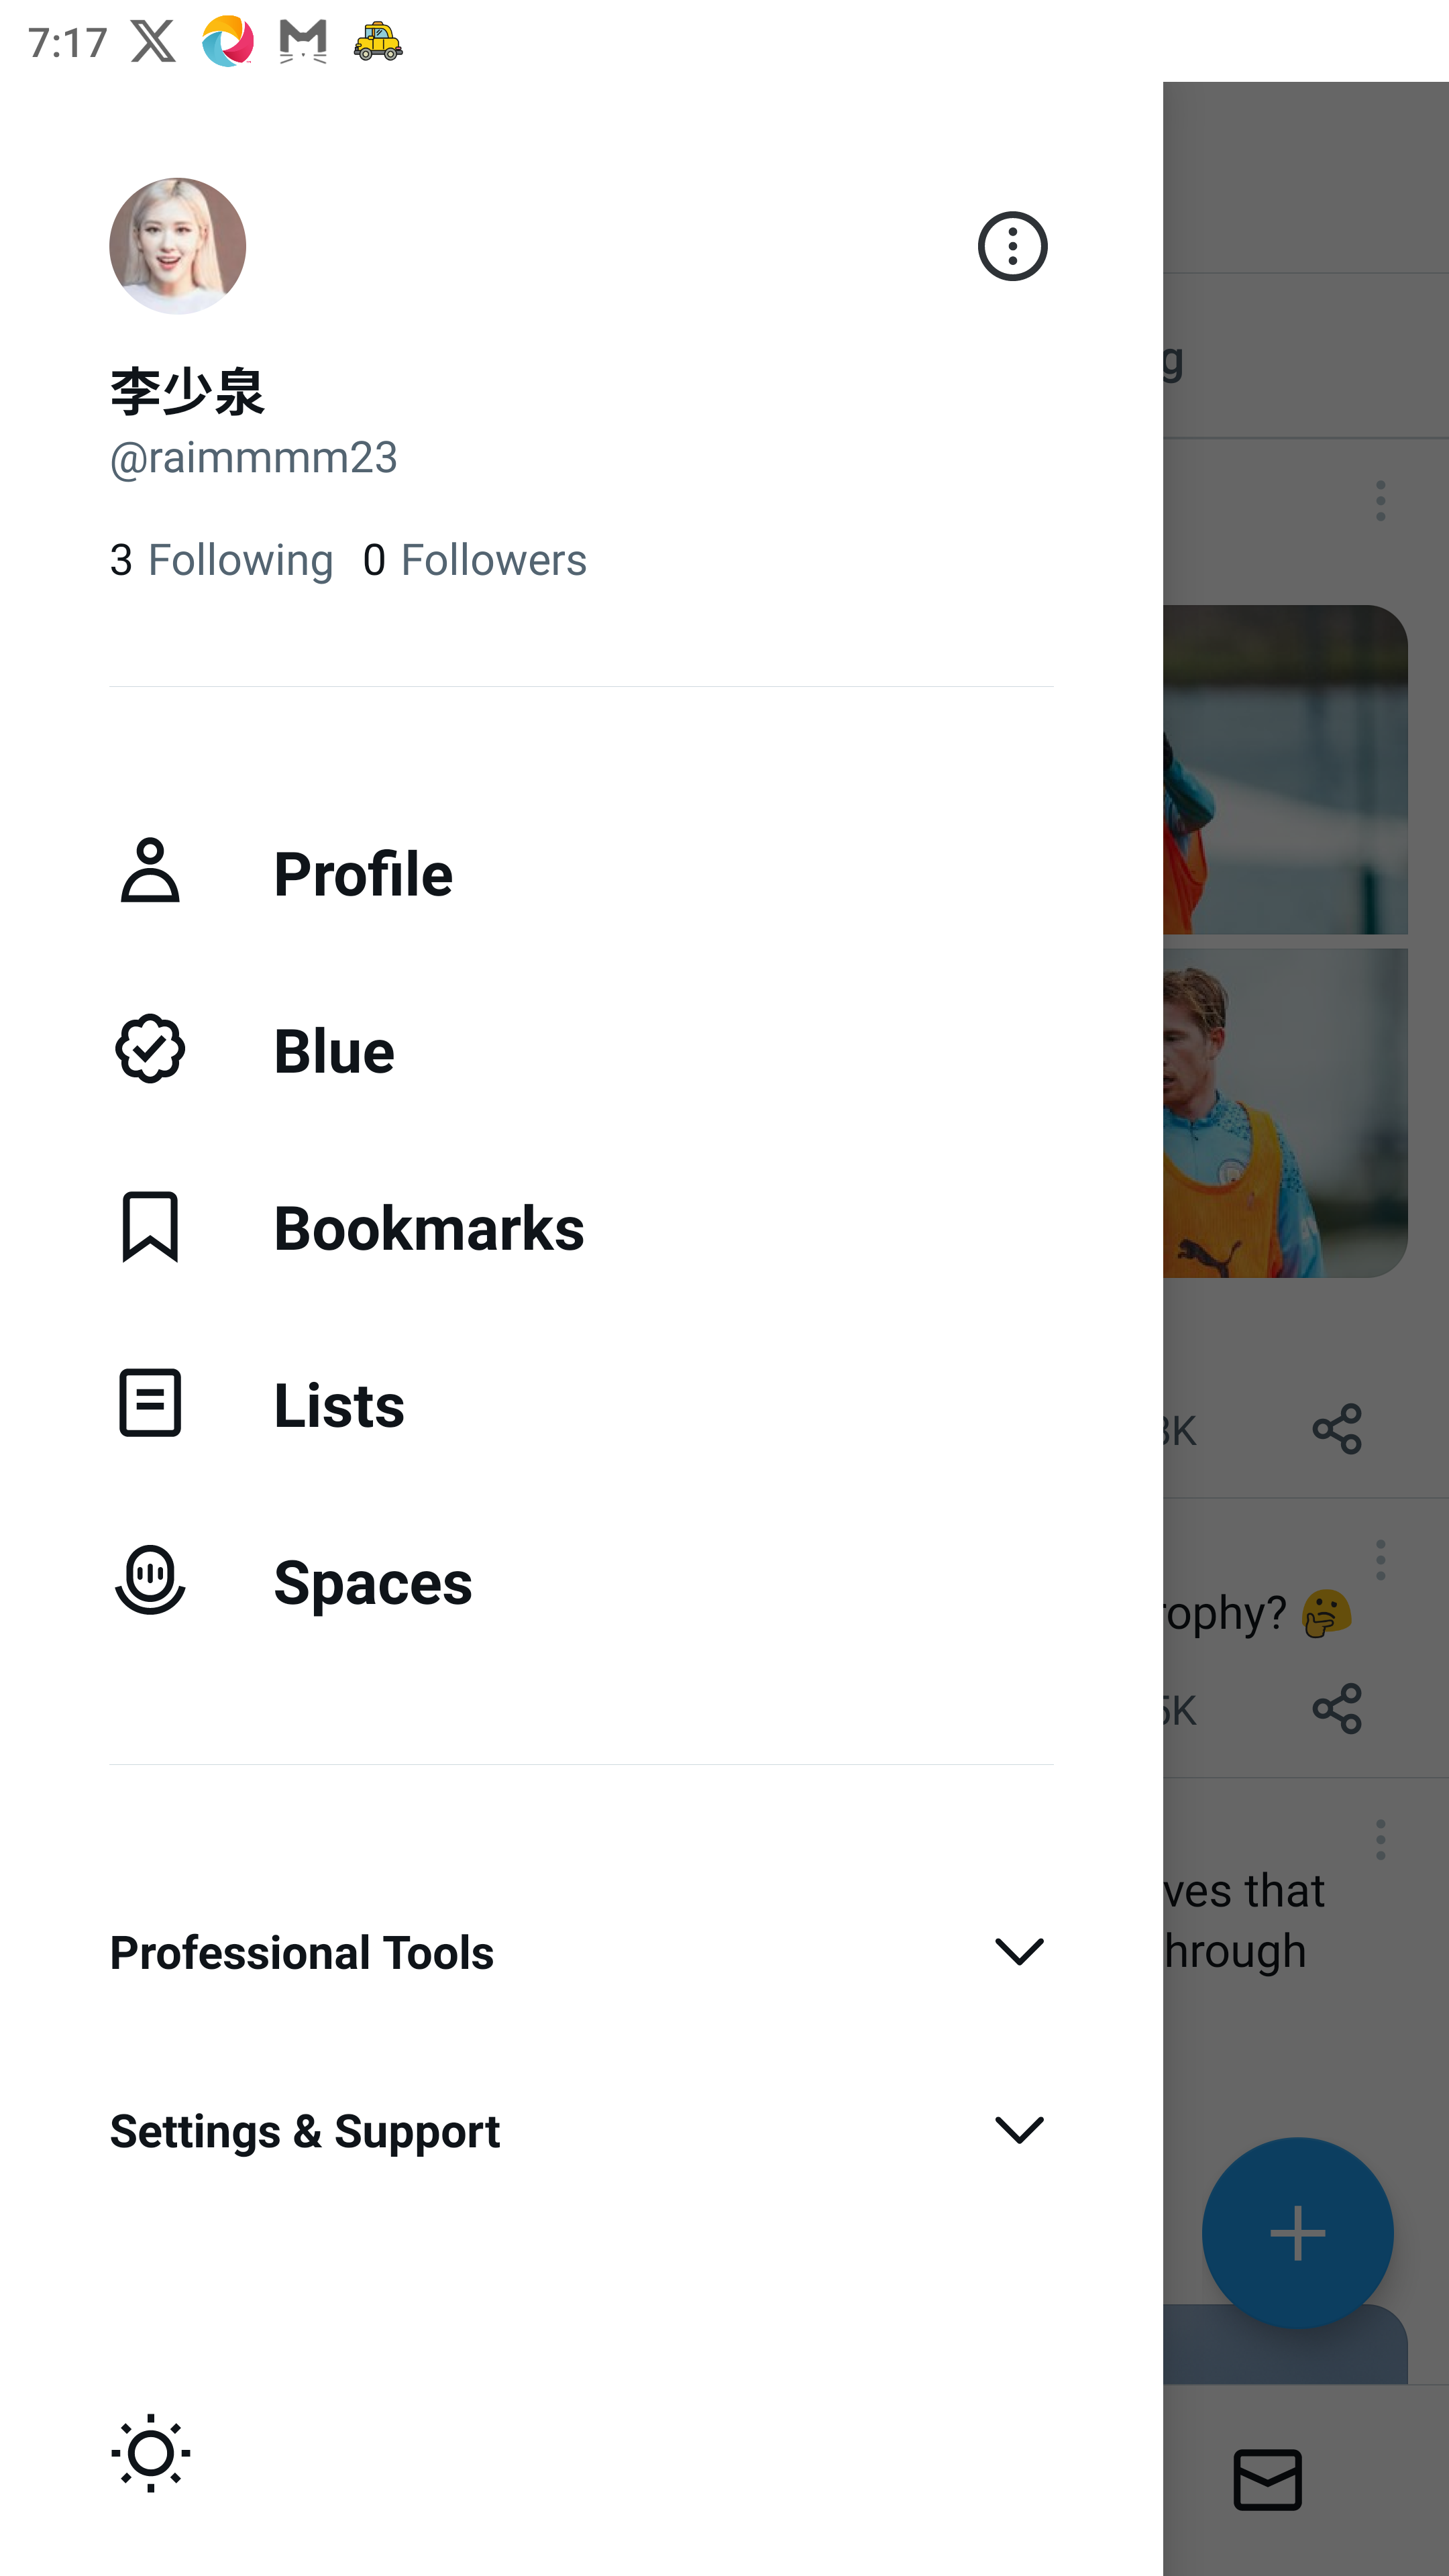 7:17
李少泉
@raimmmm23
3 Following 0 Followers
Profile
Blue
Bookmarks
Lists
Spaces
Professional Tools
Settings & Support
g
3K
rophy? 🤔
5K
ves that
hrough